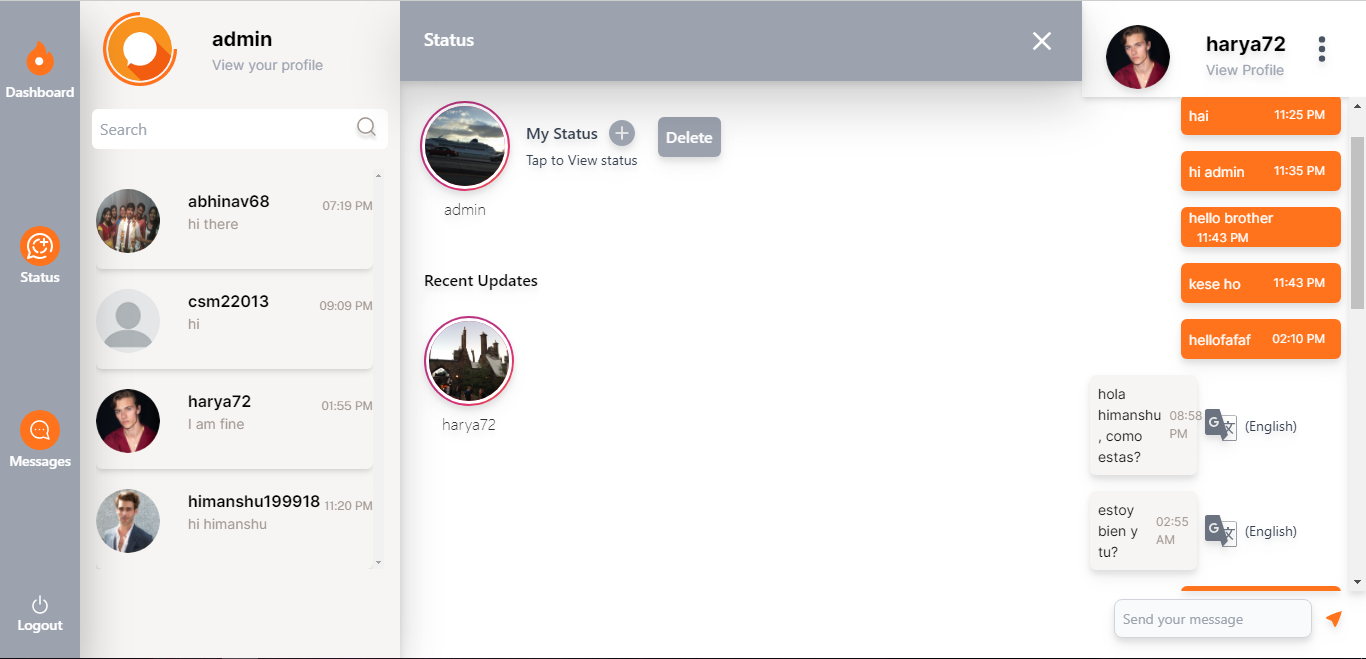 Dashboard
Status
Messages
Logout
admin
View your profile
Search
abhinav68
07:19 PM
hi there
csm22013
09:09 PM
hi
harya72
01:55 PM
I am fine
himanshu199918
11:20 PM
hi himanshu
Status
My Status
Delete
Tap to View status
admin
Recent Updates
harya72
harya72
View Profile
hai 11:25 PM
hi admin 11:35 PM
hello brother
11:43 PM
kese ho 11:43 PM
hellofafaf 02:10 PM
hola
himanshu
, como
estas?
08:58
PM
G 文
(English)
estoy
bien y
tu?
02:55
AM
G 文
(English)
Send your message